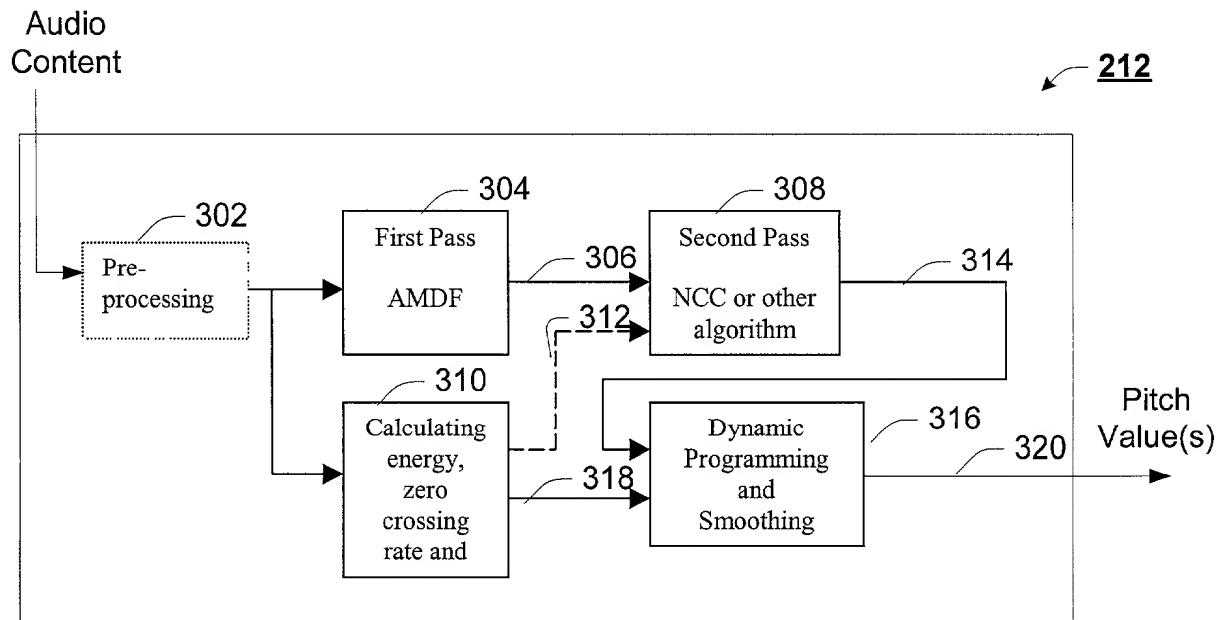 Audio
Content
212
302
Pre-
processing
304
First Pass
AMDF
306
308
Second Pass
NCC or other
algorithm
314
312
310
Calculating
energy,
zero
crossing
rate and
318
Dynamic
Programming
and
Smoothing
316
320
Pitch
Value(s)